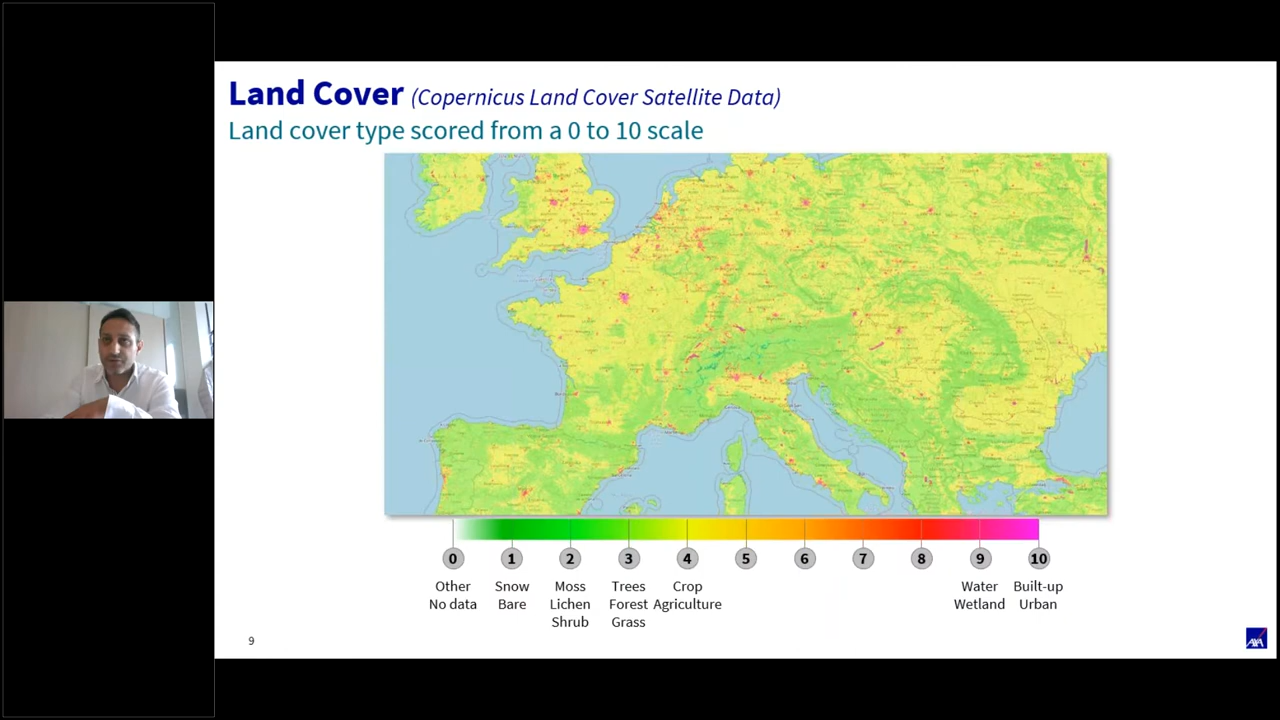 Land Cover (Copernicus Land Cover Satellite Data)
Land cover type scored from a 0 to 10 scale
0 1 2 3 4 5 6 7 8 9 10
Other Snow Moss Trees Crop Water Built-up
No data Bare Lichen Forest Agriculture Wetland Urban
Shrub Grass
9
AXA